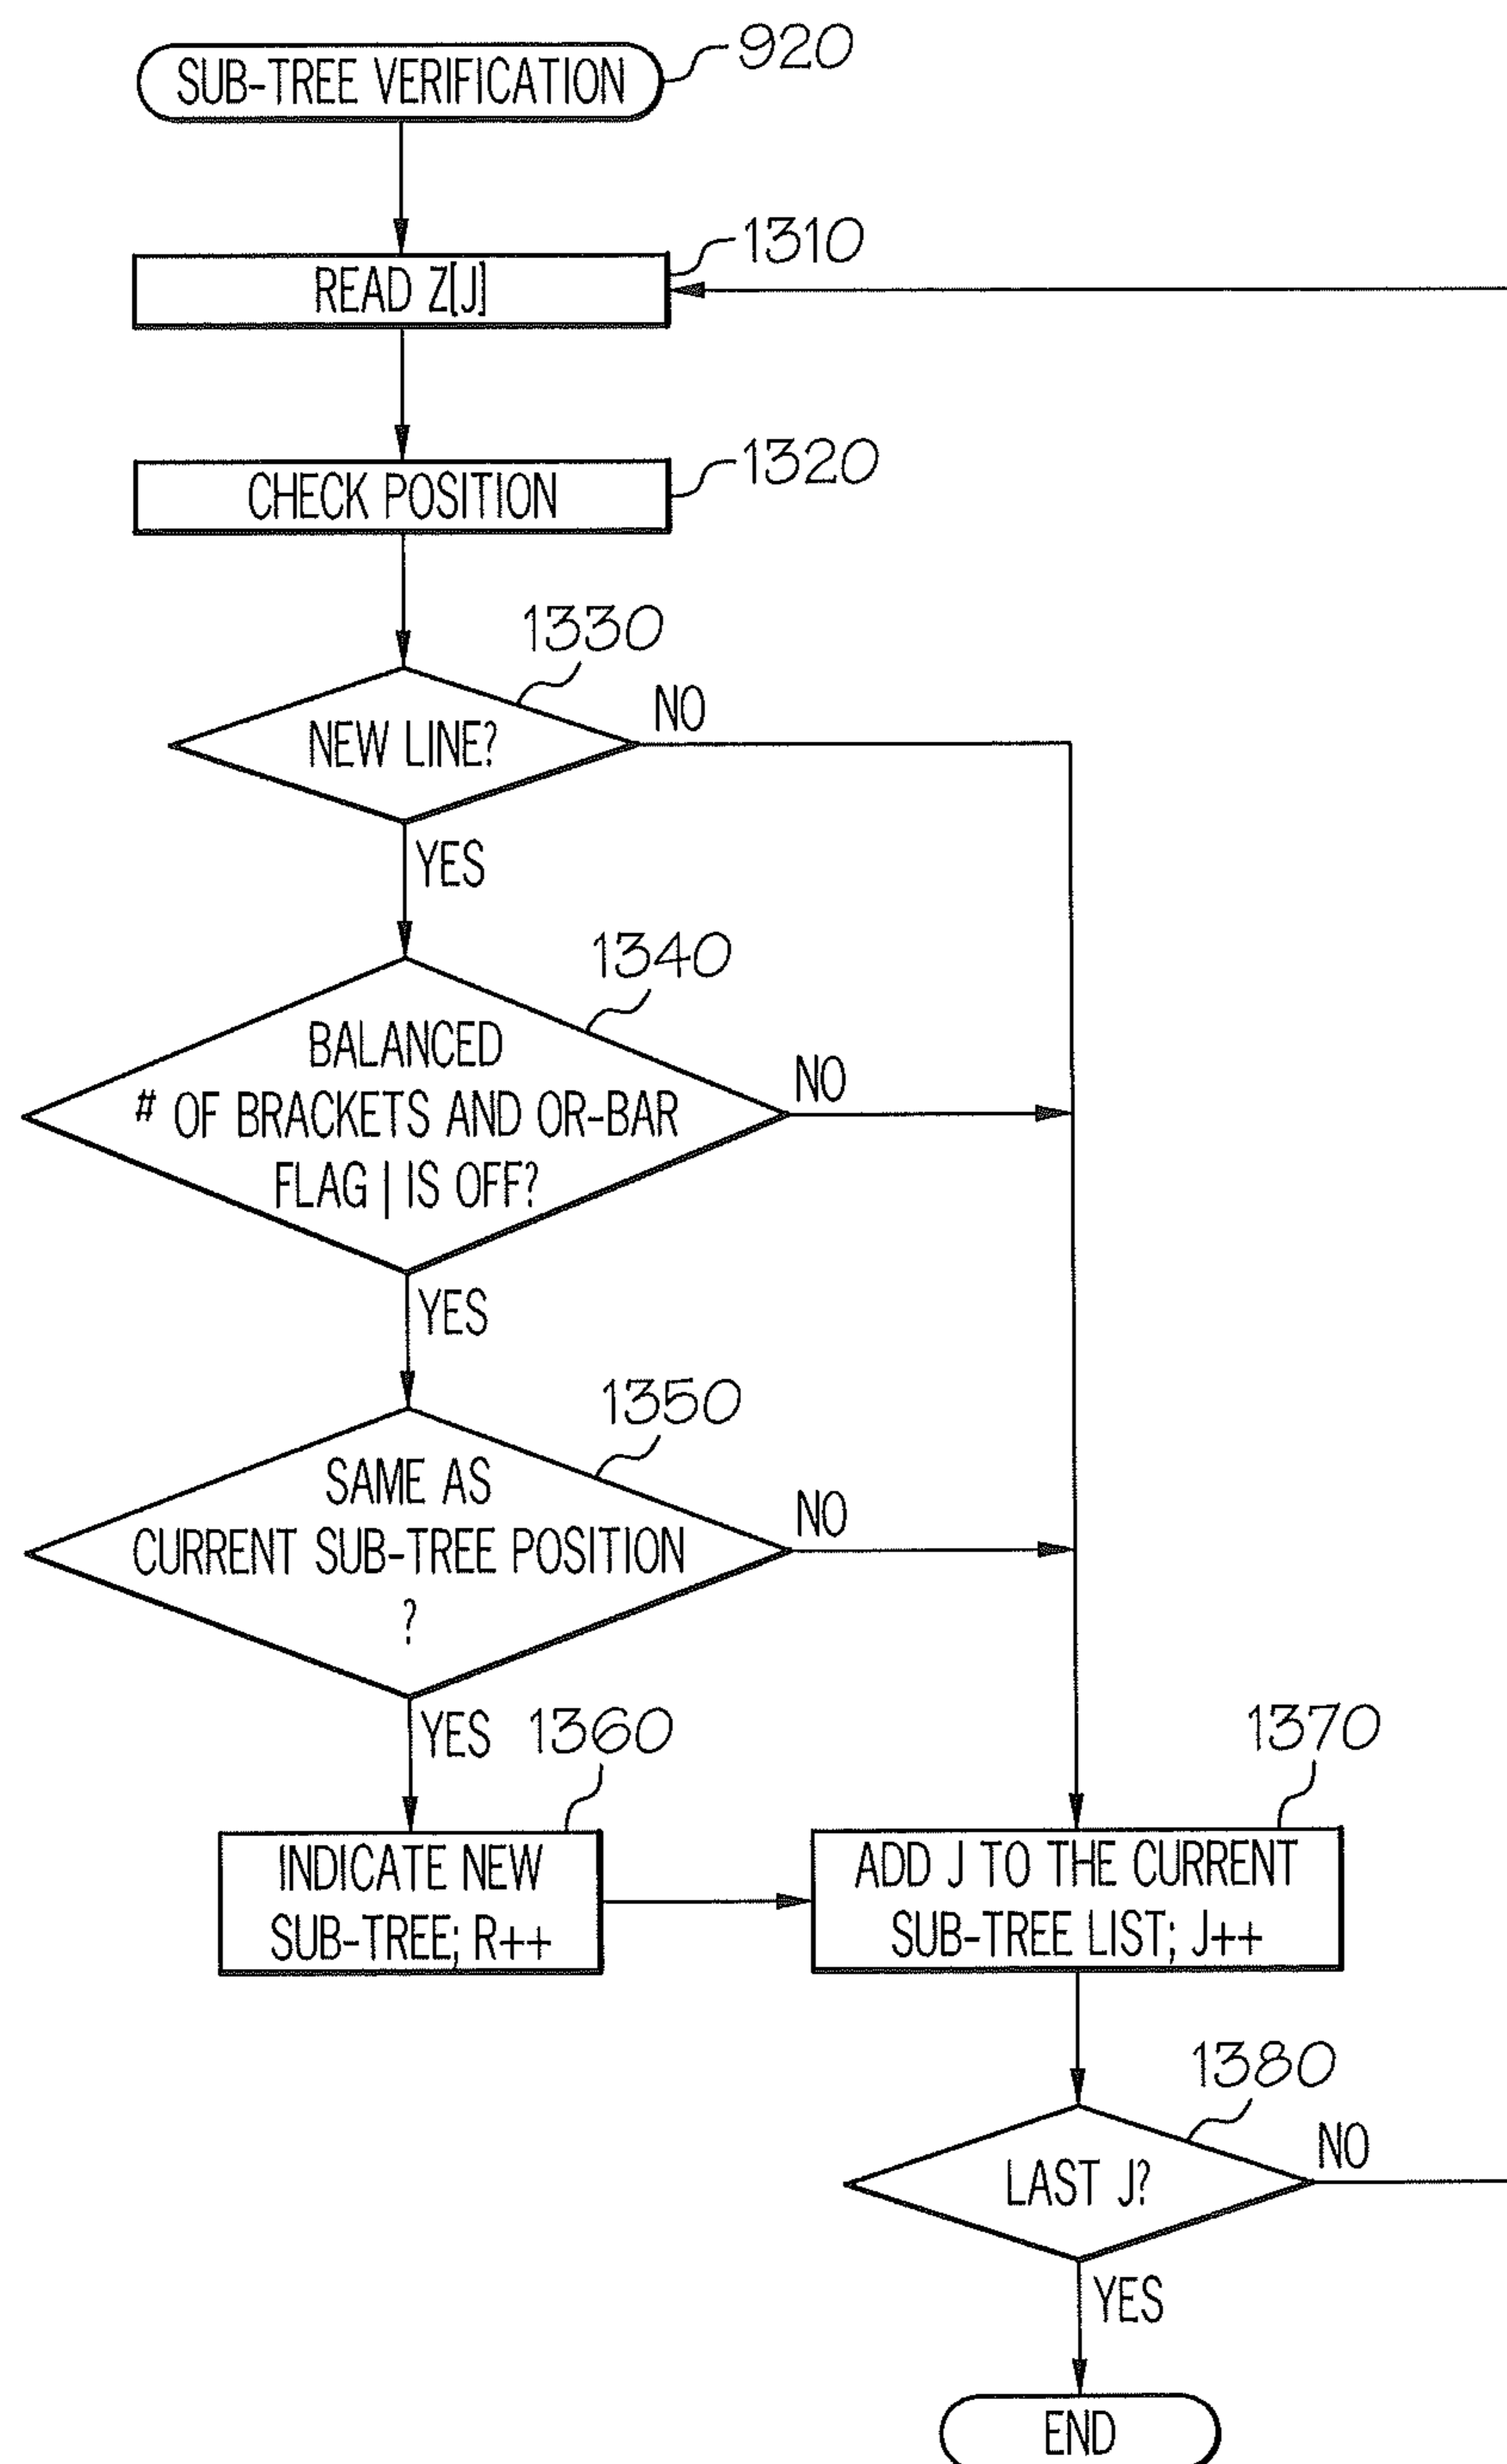 SUB-TREE VERIFICATION
920
READ Z[J]
1310
CHECK POSITION
1320
1330
NEW LINE?
NO
YES
1340
BALANCED
# OF BRACKETS AND OR-BAR
FLAG | IS OFF?
NO
YES
1350
SAME AS
CURRENT SUB-TREE POSITION
?
NO
YES
1360
INDICATE NEW
SUB-TREE; R++
1370
ADD J TO THE CURRENT
SUB-TREE LIST; J++
1380
LAST J?
NO
YES
END